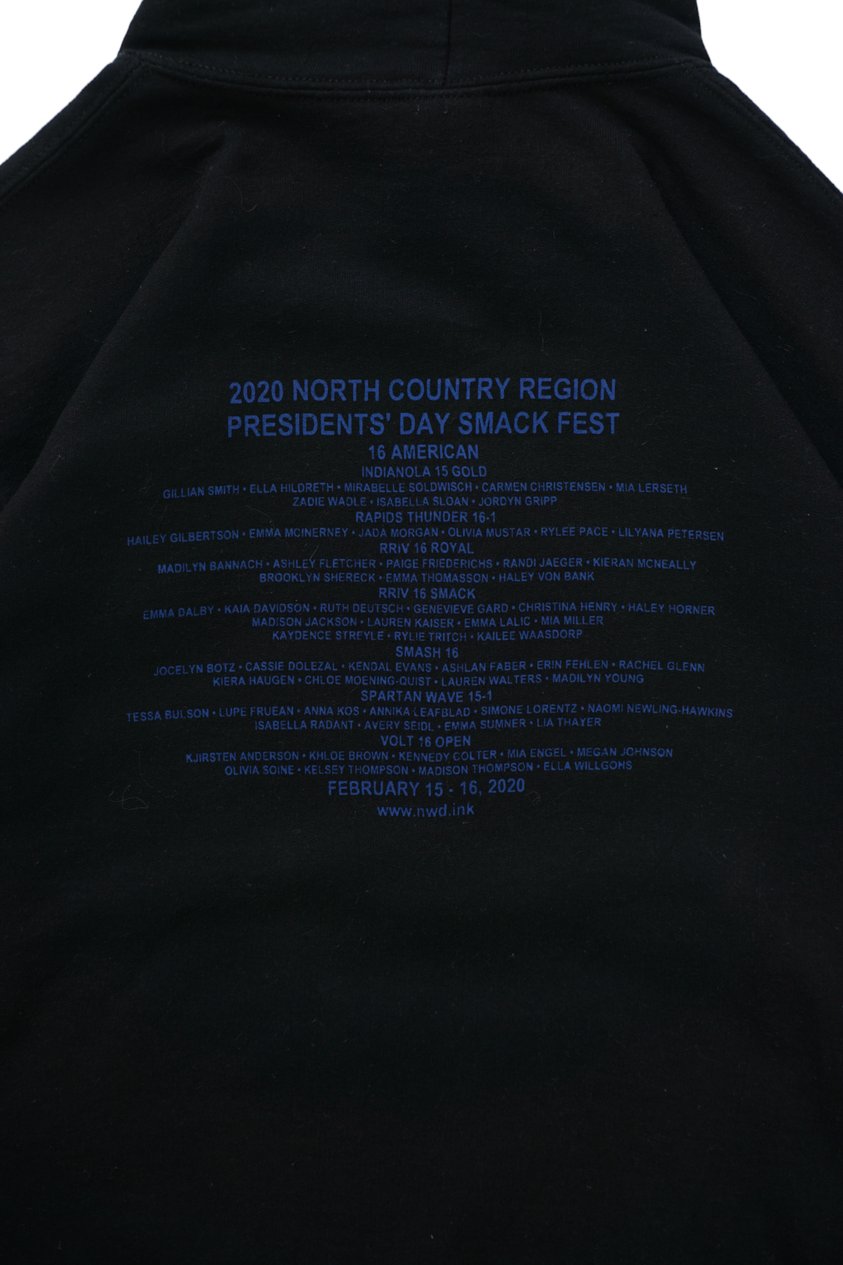 2020 NORTH COUNTRY REGION
PRESIDENTS' DAY SMACK FEST
16 AMERICAN
INDIANOLA 15 GOLD
GILLIAN SMITH • ELLA HILDRETH • MIRABELLE SOLDWISCH • CARMEN CHRISTENSEN • MIA LERSETH
ZADIE WADLE • ISABELLA SLOAN • JORDYN GRIPP
RAPIDS THUNDER 16-1
HAILEY GILBERTSON • EMMA MCINERNEY • JADA MORGAN • OLIVIA MUSTAR • RYLEE PACE • LILYANA PETERSEN
RRIV 16 ROYAL
MADILYN BANNACH • ASHLEY FLETCHER • PAIGE FRIEDERICHS • RANDI JAEGER • KIERAN MCNEALLY
BROOKLYN SHERECK • EMMA THOMASSON • HALEY VON BANK
RRIV 16 SMACK
EMMA DALBY • KAIA DAVIDSON • RUTH DEUTSCH • GENEVIEVE GARD • CHRISTINA HENRY • HALEY HORNER
MADISON JACKSON • LAUREN KAISER • EMMA LALIC • MIA MILLER
KAYDENCE STREYLE • RYLIE TRITCH • KAILEE WAASDORP
SMASH 16
JOCELYN BOTZ • CASSIE DOLEZAL • KENDAL EVANS • ASHLAN FABER • ERIN FEHLEN • RACHEL GLENN
KIERA HAUGEN • CHLOE MOENING-QUIST • LAUREN WALTERS • MADILYN YOUNG
SPARTAN WAVE 15-1
TESSA BULSON • LUPE FRUEAN • ANNA KOS • ANNIKA LEAFBLAD • SIMONE LORENTZ • NAOMI NEWLING-HAWKINS
ISABELLA RADANT • AVERY SEIDL • EMMA SUMNER • LIA THAYER
VOLT 16 OPEN
KJIRSTEN ANDERSON • KHLOE BROWN • KENNEDY COLTER • MIA ENGEL • MEGAN JOHNSON
OLIVIA SOINE • KELSEY THOMPSON • MADISON THOMPSON • ELLA WILLGOHS
FEBRUARY 15 - 16, 2020
www.nwd.ink